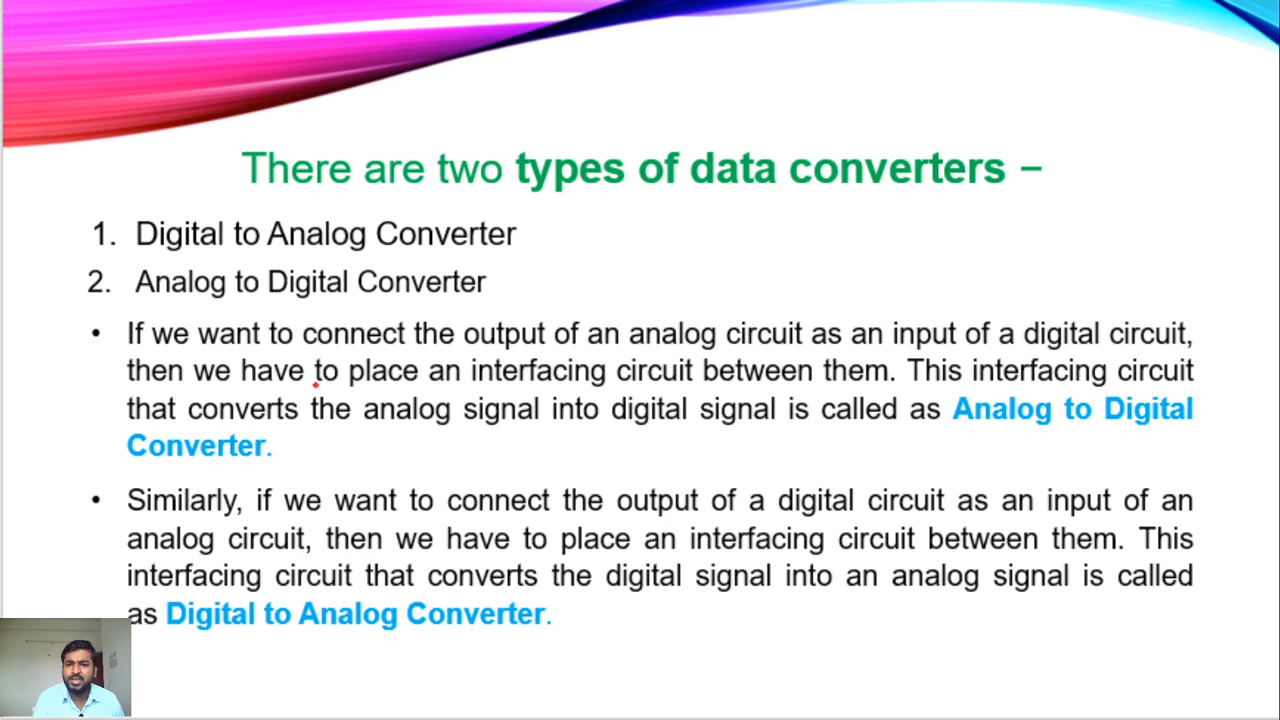 There are two types of data converters –
1. Digital to Analog Converter
2. Analog to Digital Converter
• If we want to connect the output of an analog circuit as an input of a digital circuit,
then we have to place an interfacing circuit between them. This interfacing circuit
that converts the analog signal into digital signal is called as Analog to Digital
Converter.
• Similarly, if we want to connect the output of a digital circuit as an input of an
analog circuit, then we have to place an interfacing circuit between them. This
interfacing circuit that converts the digital signal into an analog signal is called
as Digital to Analog Converter.